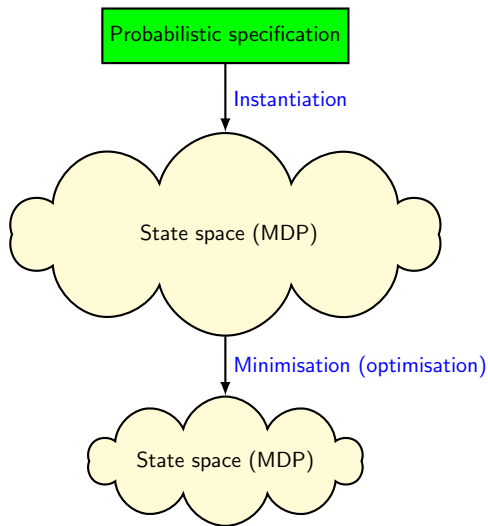 Probabilistic specification
Instantiation
State space (MDP)
Minimisation (optimisation)
State space (MDP)